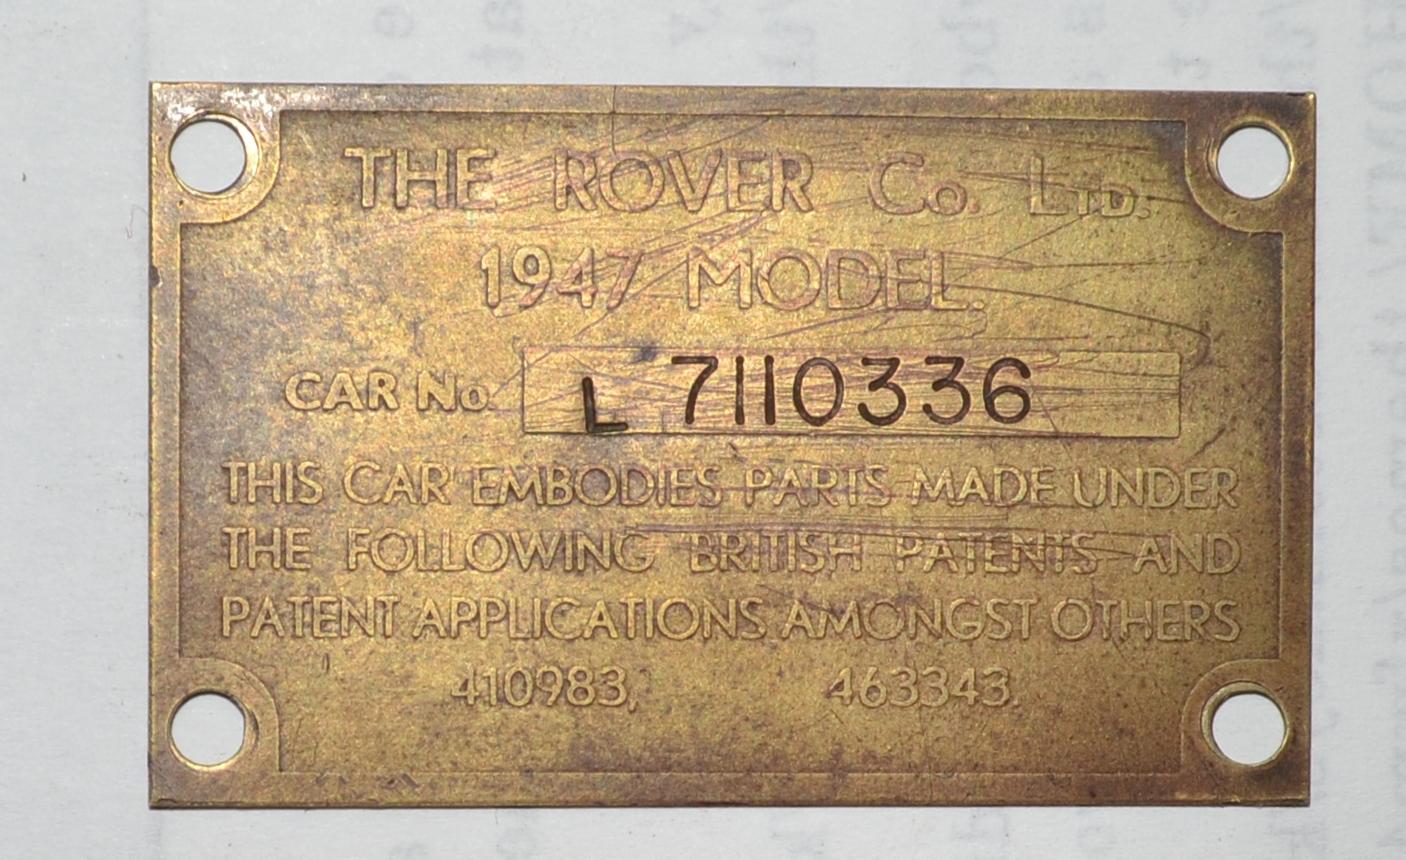 THE ROVER Co. LTD.
1947 MODEL.
CAR No. L 7110336
THIS CAR EMBODIES PARTS MADE UNDER
THE FOLLOWING BRITISH PATENTS AND
PATENT APPLICATIONS AMONGST OTHERS
410983, 463343.